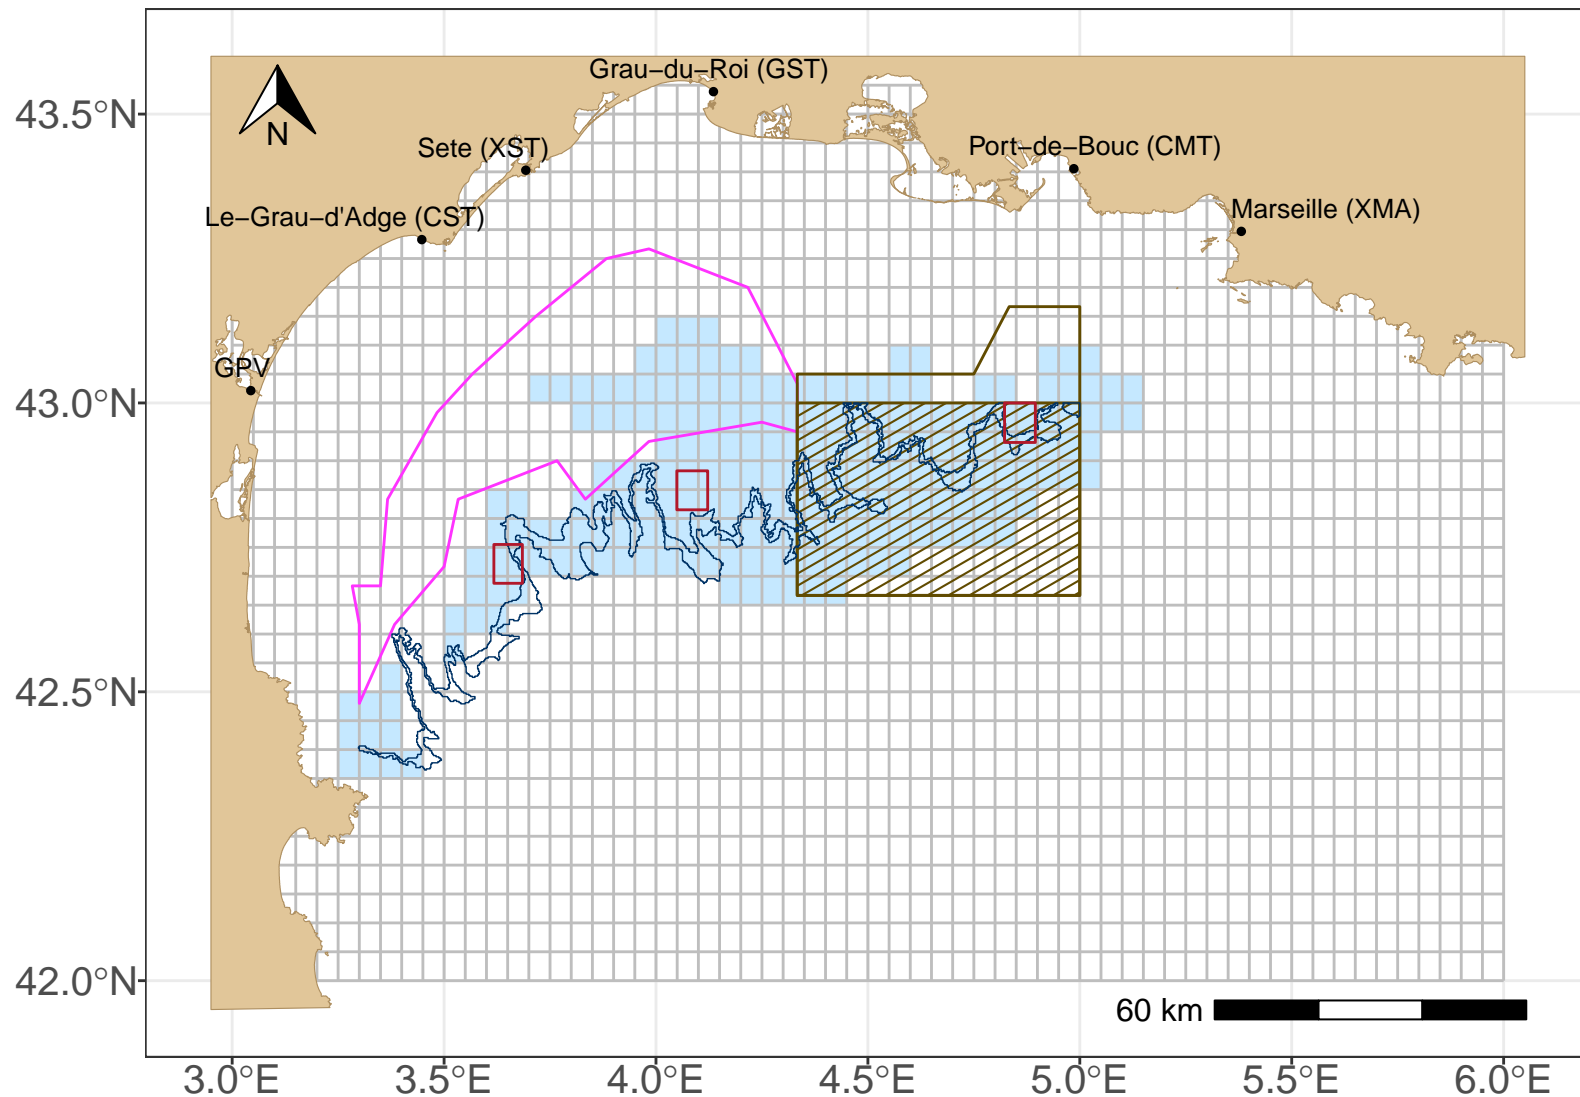 Grau−du−Roi (GST)
43.5°N
N
Sete (XST)
Port−de−Bouc (CMT)
Le−Grau−d'Adge (CST)
Marseille (XMA)
GPV
43.0°N
42.5°N
42.0°N
60 km
3.0°E 3.5°E 4.0°E 4.5°E 5.0°E 5.5°E 6.0°E